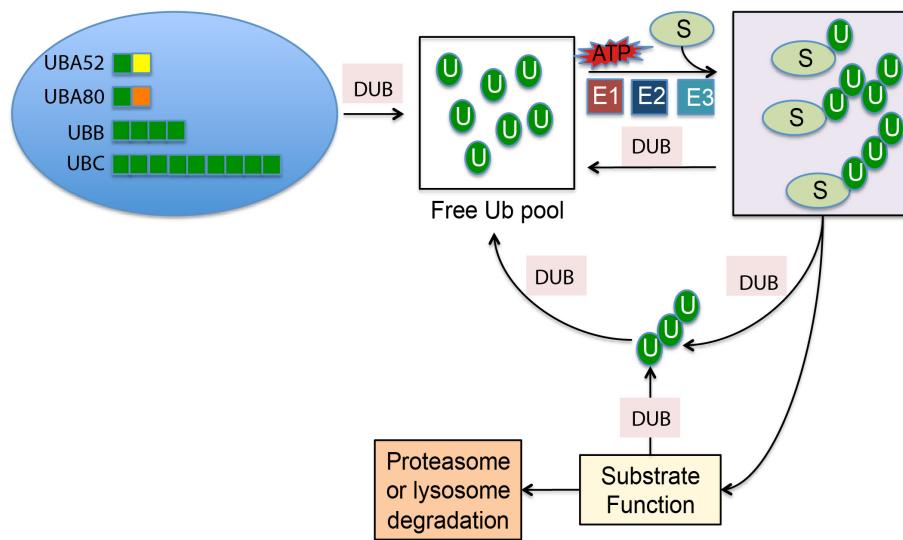 UBA52
UBA80
UBB
UBC
DUB
U
U
U
U
U
U
U
Free Ub pool
ATP
S
E1
E2
E3
DUB
S
U
S
U
U
U
U
U
S
U
U
U
U
DUB
DUB
U
U
U
DUB
Substrate
Function
Proteasome
or lysosome
degradation